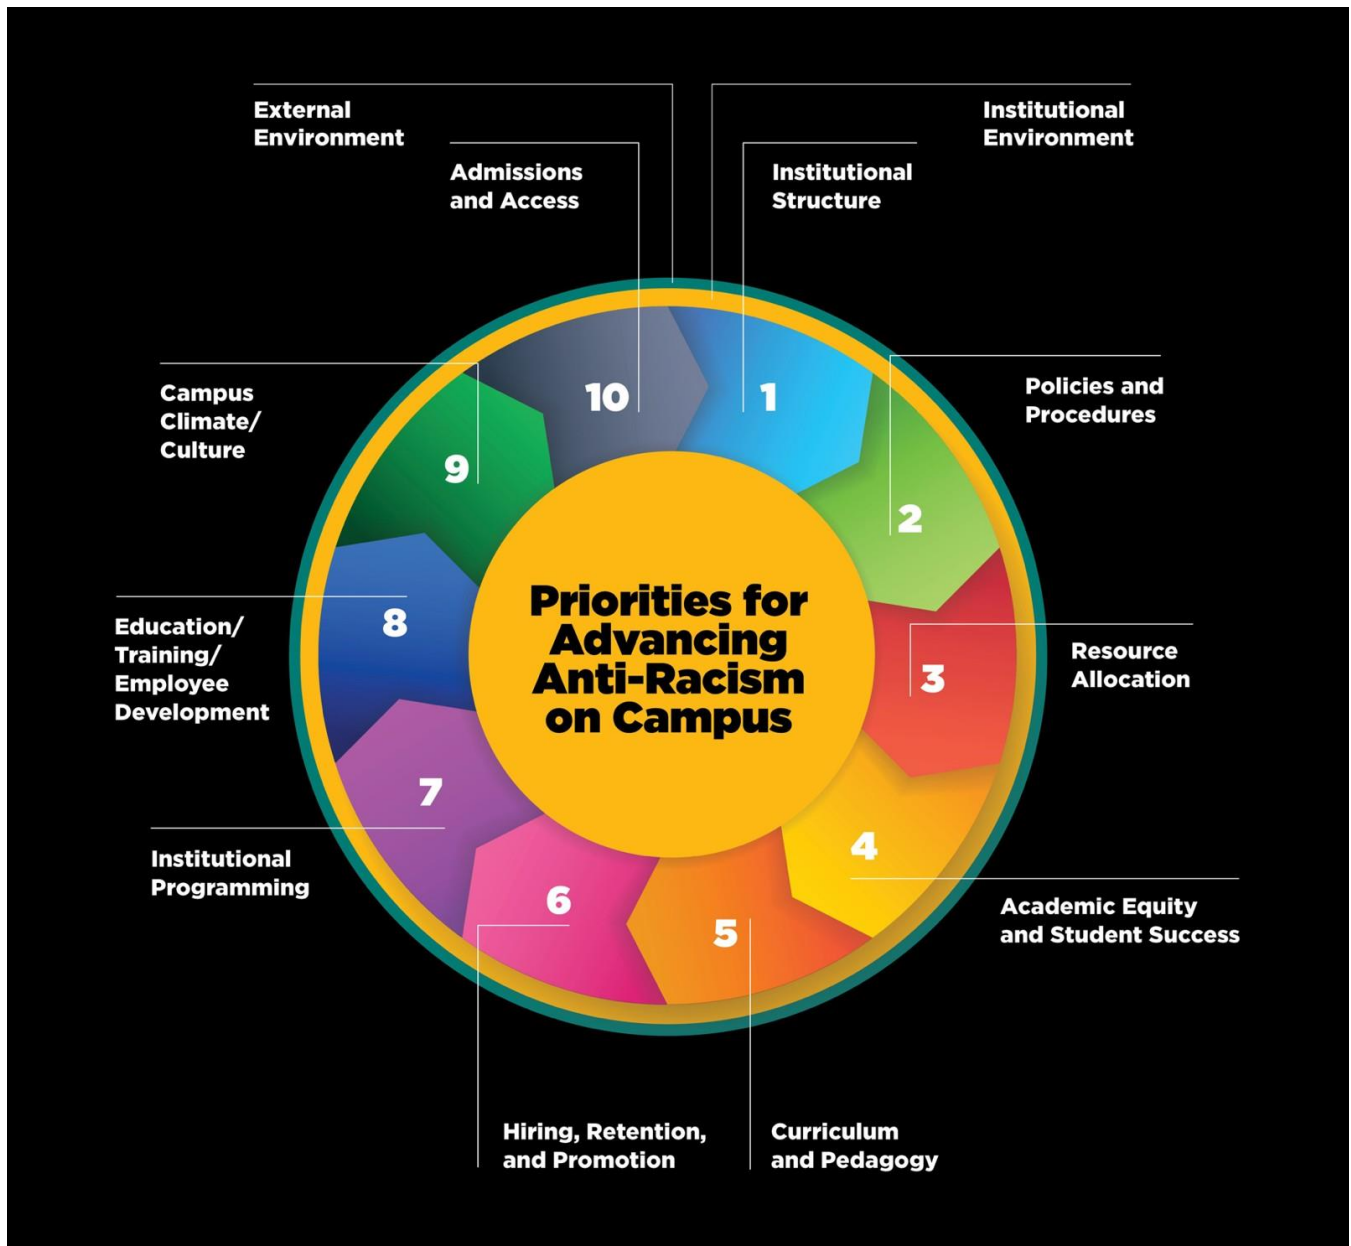 External
Environment
Institutional
Environment
Admissions
and Access
Institutional
Structure
10
1
Campus
Climate/
Culture
Policies and
Procedures
9
2
Education/
Training/
Employee
Development
8
Priorities for
Advancing
Anti-Racism
on Campus
3
Resource
Allocation
7
4
Institutional
Programming
Academic Equity
and Student Success
6
5
Hiring, Retention,
and Promotion
Curriculum
and Pedagogy